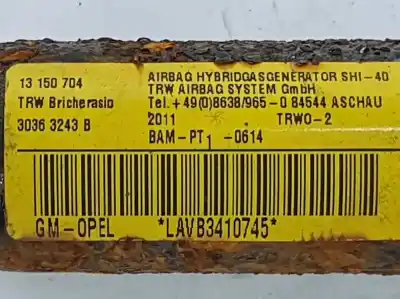 13 150 704
TRW Bricherasio
3036 3243 B
AIRBAG HYBRIDGASGENERATOR SHI-40
TRW AIRBAG SYSTEM GmbH
Tel.+49(0)8638/965-0 84544 ASCHAU
2011 TRWO-2
BAM-PT1 -0614
GM-OPEL *LAVB3410745*